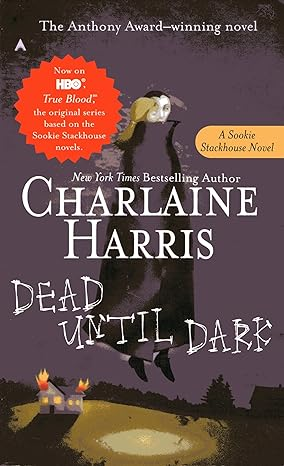 The Anthony Award—winning novel
Now on
HBO®:
True Blood,™
the original series
based on the
Sookie Stackhouse
novels.
A Sookie
Stackhouse Novel
New York Times Bestselling Author
CHARLAINE
HARRIS
DEAD
UNTIL DARK